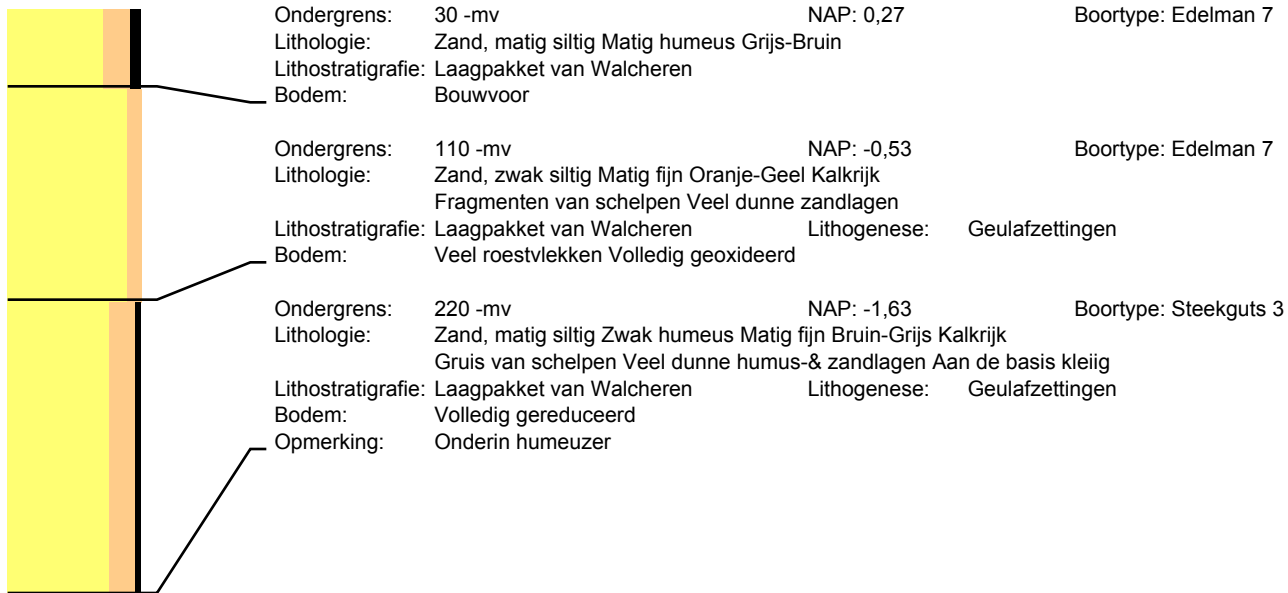 Ondergrens: 30 -mv NAP: 0,27 Boortype: Edelman 7
Lithologie: Zand, matig siltig Matig humeus Grijs-Bruin
Lithostratigrafie: Laagpakket van Walcheren
Bodem: Bouwvoor
Ondergrens: 110 -mv NAP: -0,53 Boortype: Edelman 7
Lithologie: Zand, zwak siltig Matig fijn Oranje-Geel Kalkrijk
Fragmenten van schelpen Veel dunne zandlagen
Lithostratigrafie: Laagpakket van Walcheren Lithogenese: Geulafzettingen
Bodem: Veel roestvlekken Volledig geoxideerd
Ondergrens: 220 -mv NAP: -1,63 Boortype: Steekguts 3
Lithologie: Zand, matig siltig Zwak humeus Matig fijn Bruin-Grijs Kalkrijk
Gruis van schelpen Veel dunne humus-& zandlagen Aan de basis kleiig
Lithostratigrafie: Laagpakket van Walcheren Lithogenese: Geulafzettingen
Bodem: Volledig gereduceerd
Opmerking: Onderin humeuzer